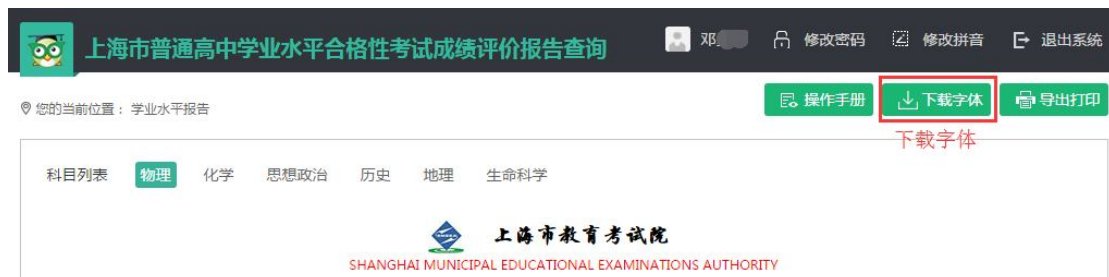 上海市普通高中学业水平合格性考试成绩评价报告查询 邓 修改密码 修改拼音 退出系统
您的当前位置： 学业水平报告 操作手册 下载字体 导出打印
下载字体
科目列表 物理 化学 思想政治 历史 地理 生命科学
上海市教育考试院
SHANGHAI MUNICIPAL EDUCATIONAL EXAMINATIONS AUTHORITY